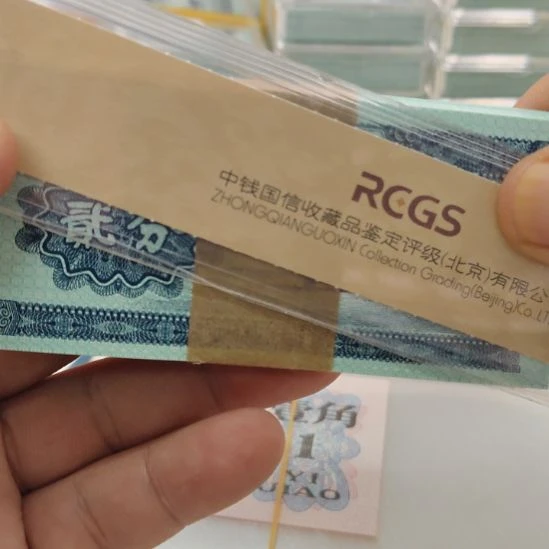 RCGS
中钱国信收藏品鉴定评级(北京)有限公
ZHONGQIANGUOXIN Collection Grading(Beijing)Co.LT
贰分
壹角
1
YI
JIAO